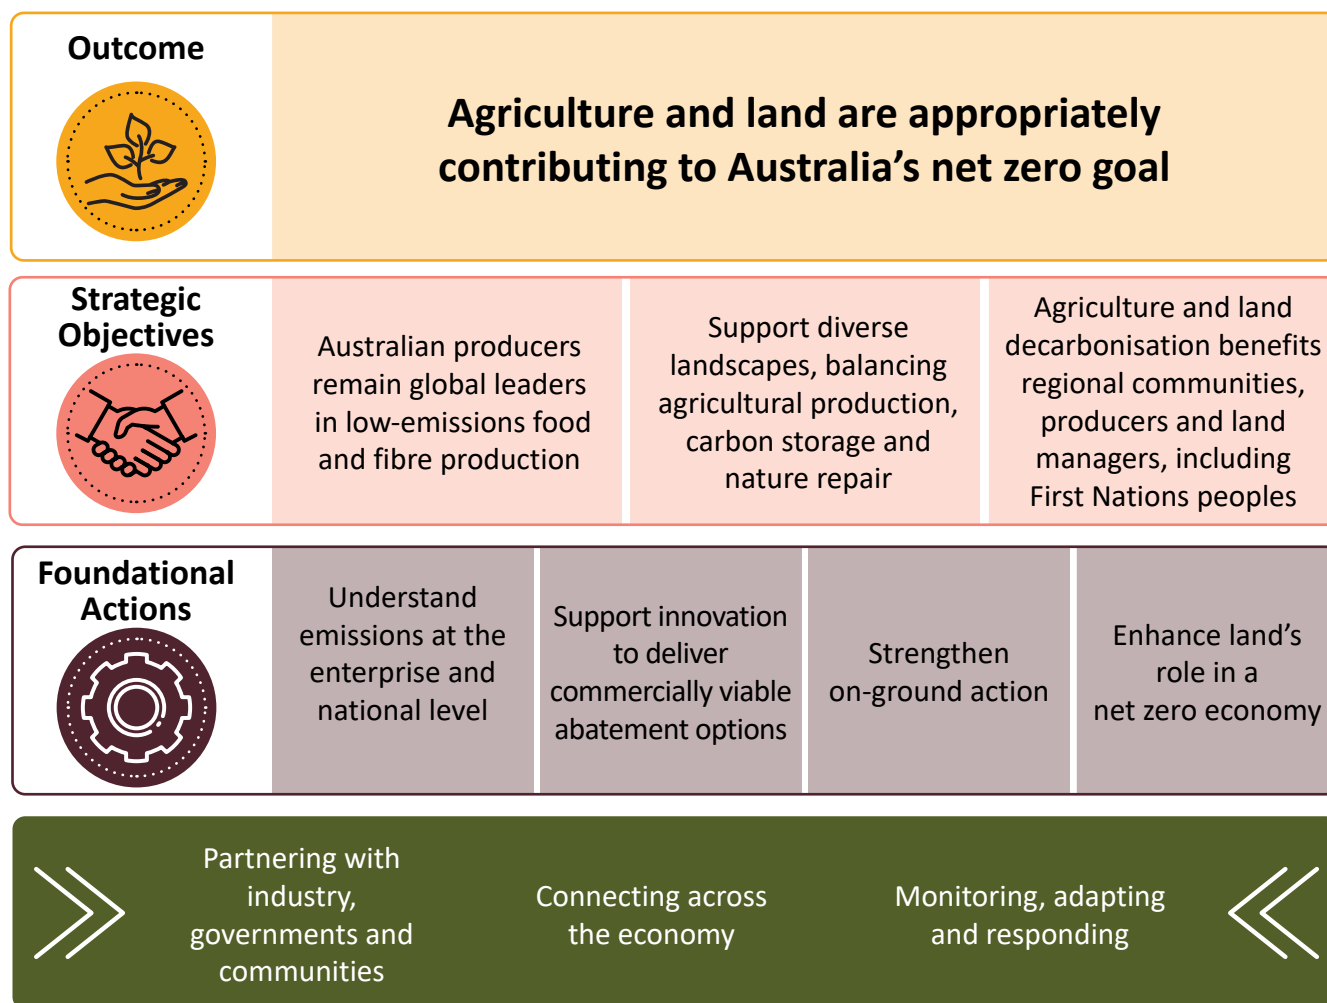 Outcome
Agriculture and land are appropriately
contributing to Australia’s net zero goal
Strategic
Objectives
Australian producers
remain global leaders
in low-emissions food
and fibre production
Support diverse
landscapes, balancing
agricultural production,
carbon storage and
nature repair
Agriculture and land
decarbonisation benefits
regional communities,
producers and land
managers, including
First Nations peoples
Foundational
Actions
Understand
emissions at the
enterprise and
national level
Support innovation
to deliver
commercially viable
abatement options
Strengthen
on-ground action
Enhance land’s
role in a
net zero economy
Partnering with
industry,
governments and
communities
Connecting across
the economy
Monitoring, adapting
and responding